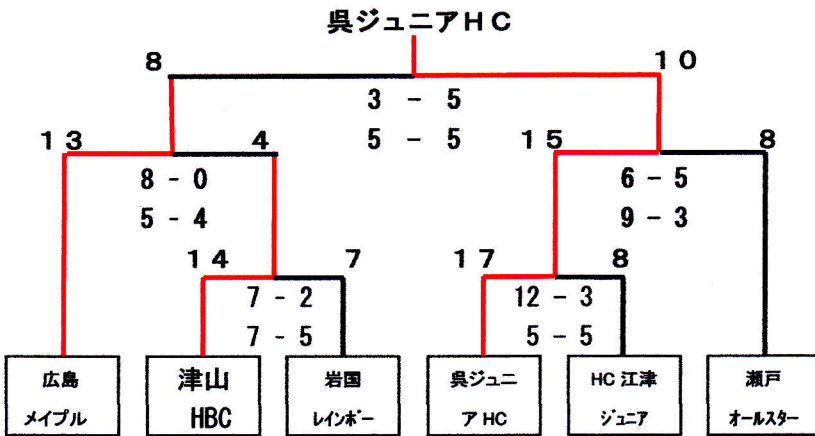 呉ジュニアHC
8 10
3 - 5
5 - 5
13 4 15 8
8 - 0 6 - 5
5 - 4 9 - 3
14 7 17 8
7 - 2 12 - 3
7 - 5 5 - 5
広島 津山 岩国 呉ジュニ HC 江津 瀬戸
メイプル HBC レインボー ア HC ジュニア オールスター